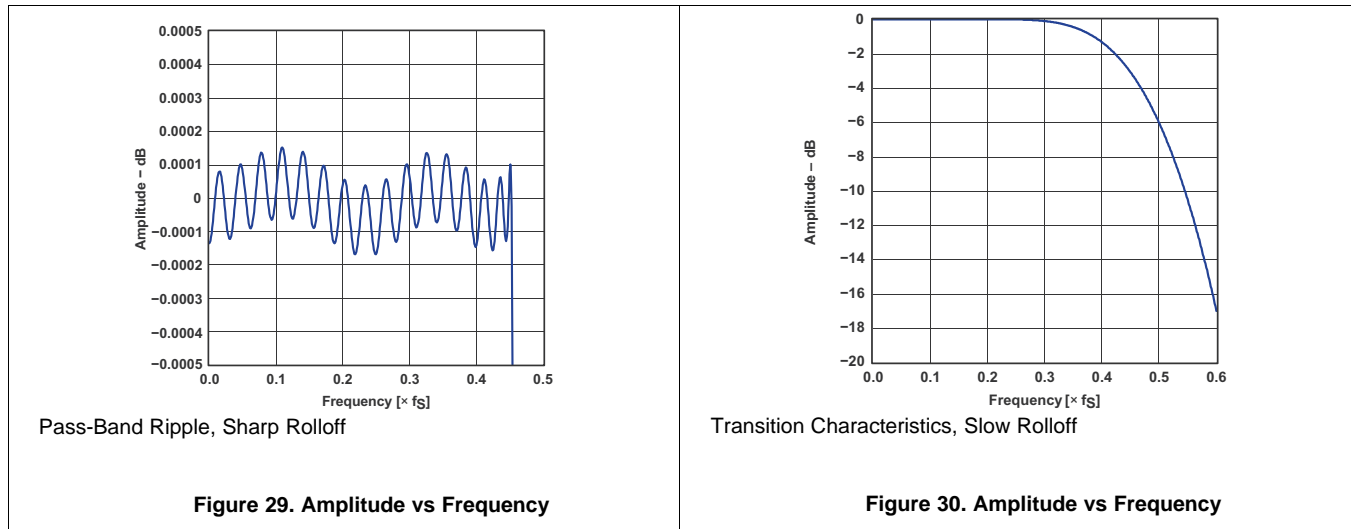 0.0005
0.0004
0.0003
0.0002
0.0001
0
−0.0001
−0.0002
−0.0003
−0.0004
−0.0005
Amplitude – dB
0.0 0.1 0.2 0.3 0.4 0.5
Frequency [× fS]
Pass-Band Ripple, Sharp Rolloff
Figure 29. Amplitude vs Frequency
0
−2
−4
−6
−8
−10
−12
−14
−16
−18
−20
Amplitude – dB
0.0 0.1 0.2 0.3 0.4 0.5 0.6
Frequency [× fS]
Transition Characteristics, Slow Rolloff
Figure 30. Amplitude vs Frequency